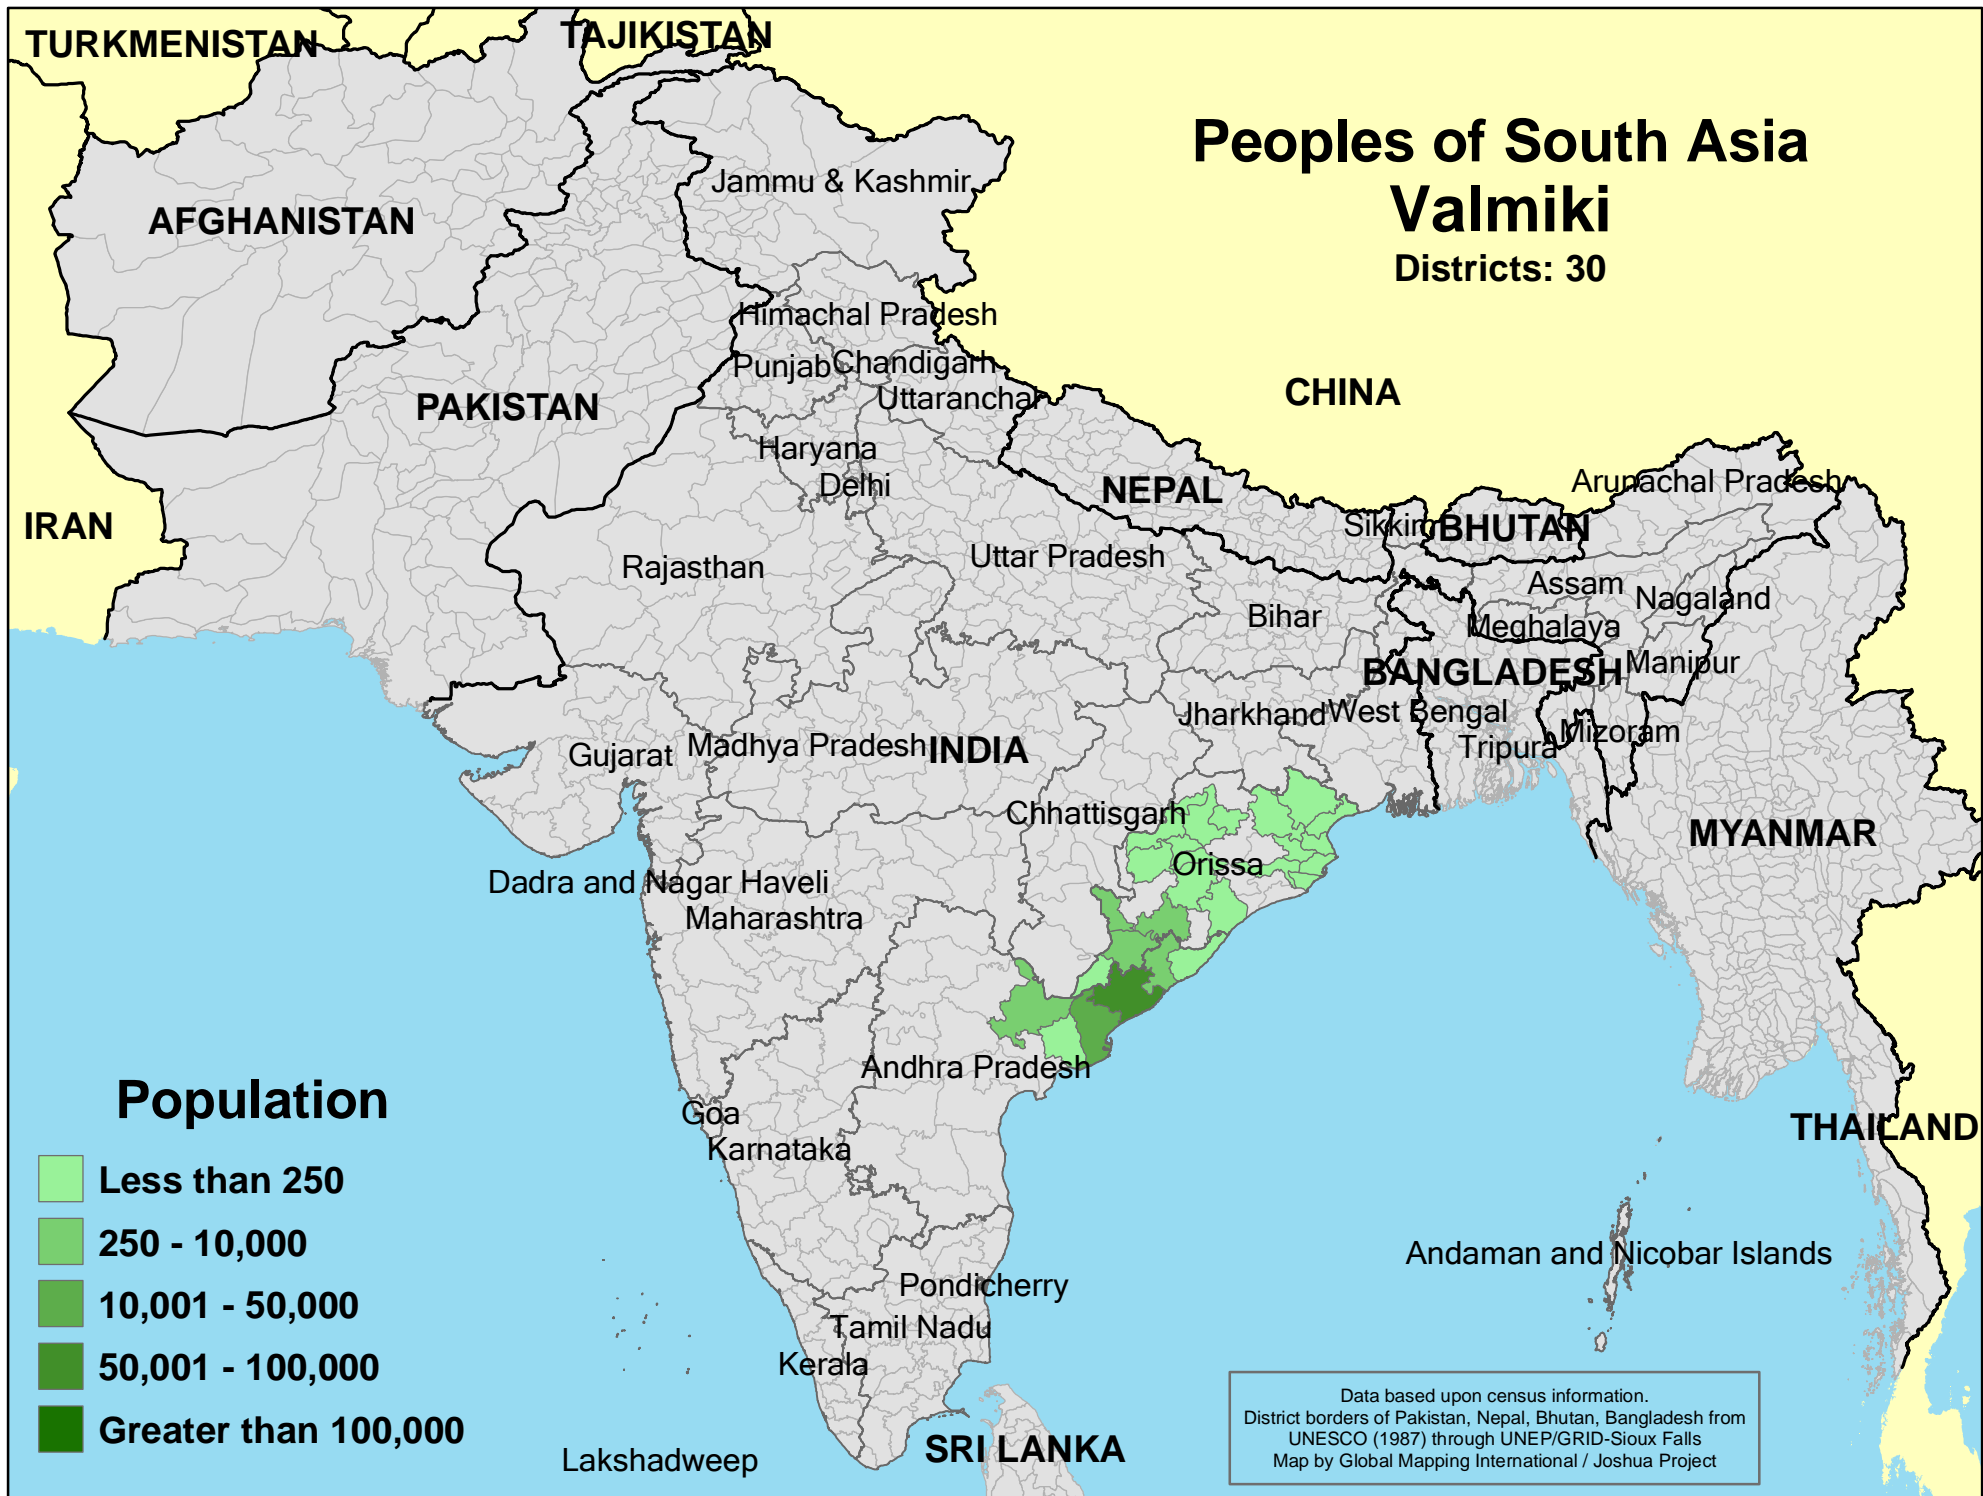 TURKMENISTAN
TAJIKISTAN
Peoples of South Asia
Valmiki
Districts: 30
Jammu & Kashmir
AFGHANISTAN
Himachal Pradesh
Punjab
Chandigarh
Uttaranchal
CHINA
PAKISTAN
Haryana
Delhi
NEPAL
Arunachal Pradesh
IRAN
Sikkim
BHUTAN
Rajasthan
Uttar Pradesh
Assam
Nagaland
Bihar
Meghalaya
BANGLADESH
Manipur
Jharkhand
West Bengal
Gujarat
Madhya Pradesh
INDIA
Tripura
Mizoram
Chhattisgarh
MYANMAR
Orissa
Dadra and Nagar Haveli
Maharashtra
Andhra Pradesh
Goa
Karnataka
THAILAND
Andaman and Nicobar Islands
Pondicherry
Tamil Nadu
Kerala
Lakshadweep
SRI LANKA
Population
Less than 250
250 - 10,000
10,001 - 50,000
50,001 - 100,000
Greater than 100,000
Data based upon census information.
District borders of Pakistan, Nepal, Bhutan, Bangladesh from
UNESCO (1987) through UNEP/GRID-Sioux Falls
Map by Global Mapping International / Joshua Project